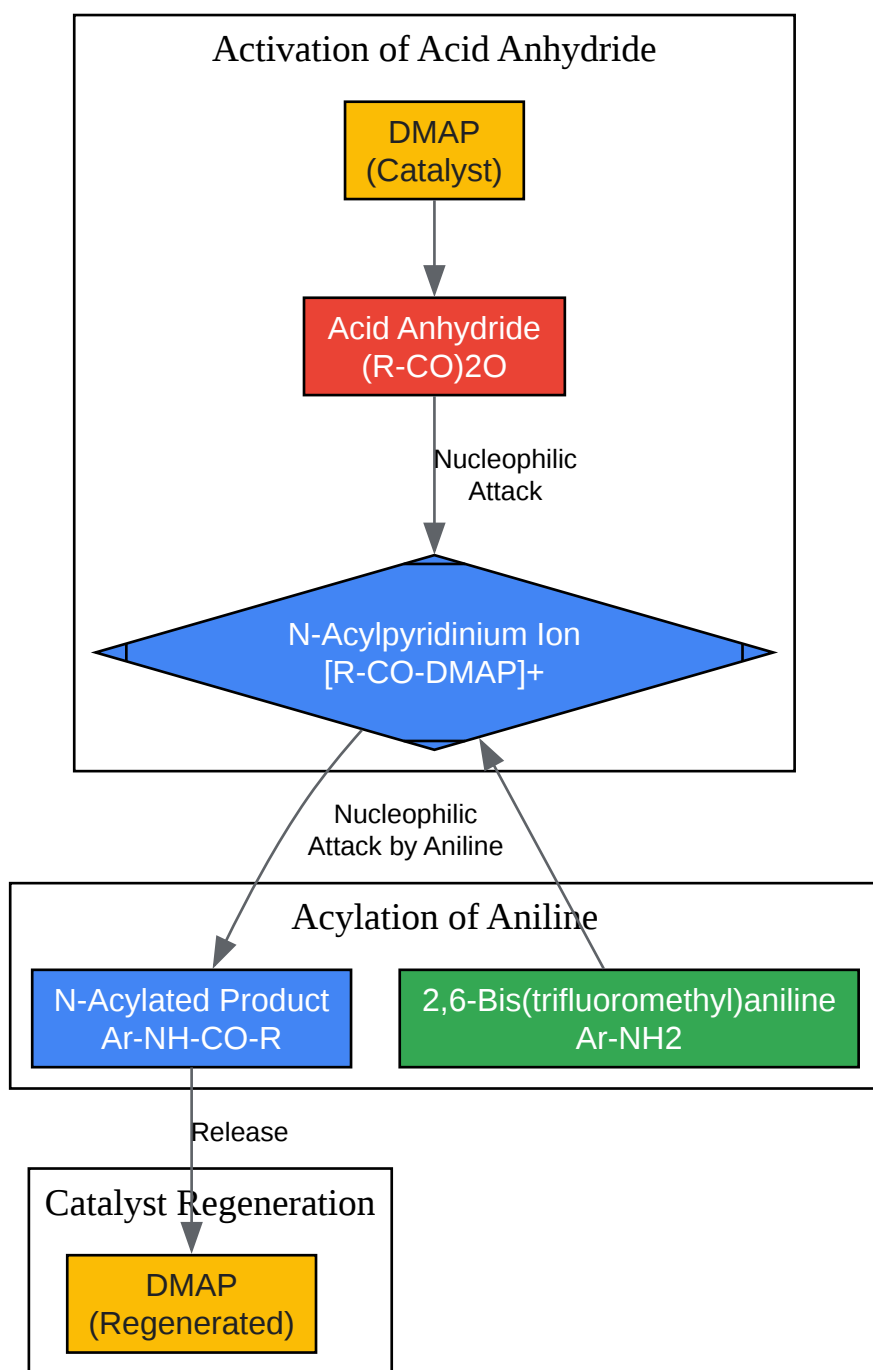 Activation of Acid Anhydride
DMAP
(Catalyst)
Acid Anhydride
(R-CO)2O
Nucleophilic
Attack
N-Acylpyridinium Ion
[R-CO-DMAP]+
Nucleophilic
Attack by Aniline
Acylation of Aniline
N-Acylated Product
Ar-NH-CO-R
2,6-Bis(trifluoromethyl)aniline
Ar-NH2
Release
Catalyst Regeneration
DMAP
(Regenerated)